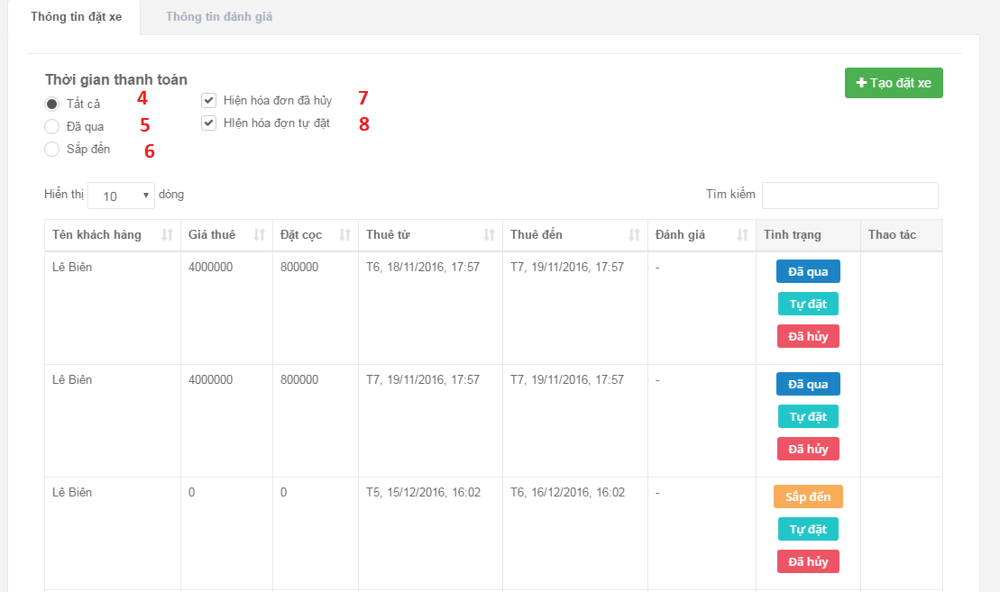 Thông tin đặt xe Thông tin đánh giá
Thời gian thanh toán
Tạo đặt xe
Tất cả 4 Hiện hóa đơn đã hủy 7
Đã qua 5 HIện hóa đợn tự đặt 8
Sắp đến 6
Hiển thị 10 dòng Tìm kiếm
Tên khách hàng Giá thuê Đặt cọc Thuê từ Thuê đến Đánh giá Tình trạng Thao tác
Lê Biên 4000000 800000 T6, 18/11/2016, 17:57 T7, 19/11/2016, 17:57 - Đã qua
Tự đặt
Đã hủy
Lê Biên 4000000 800000 T7, 19/11/2016, 17:57 T7, 19/11/2016, 17:57 - Đã qua
Tự đặt
Đã hủy
Lê Biên 0 0 T5, 15/12/2016, 16:02 T6, 16/12/2016, 16:02 - Sắp đến
Tự đặt
Đã hủy